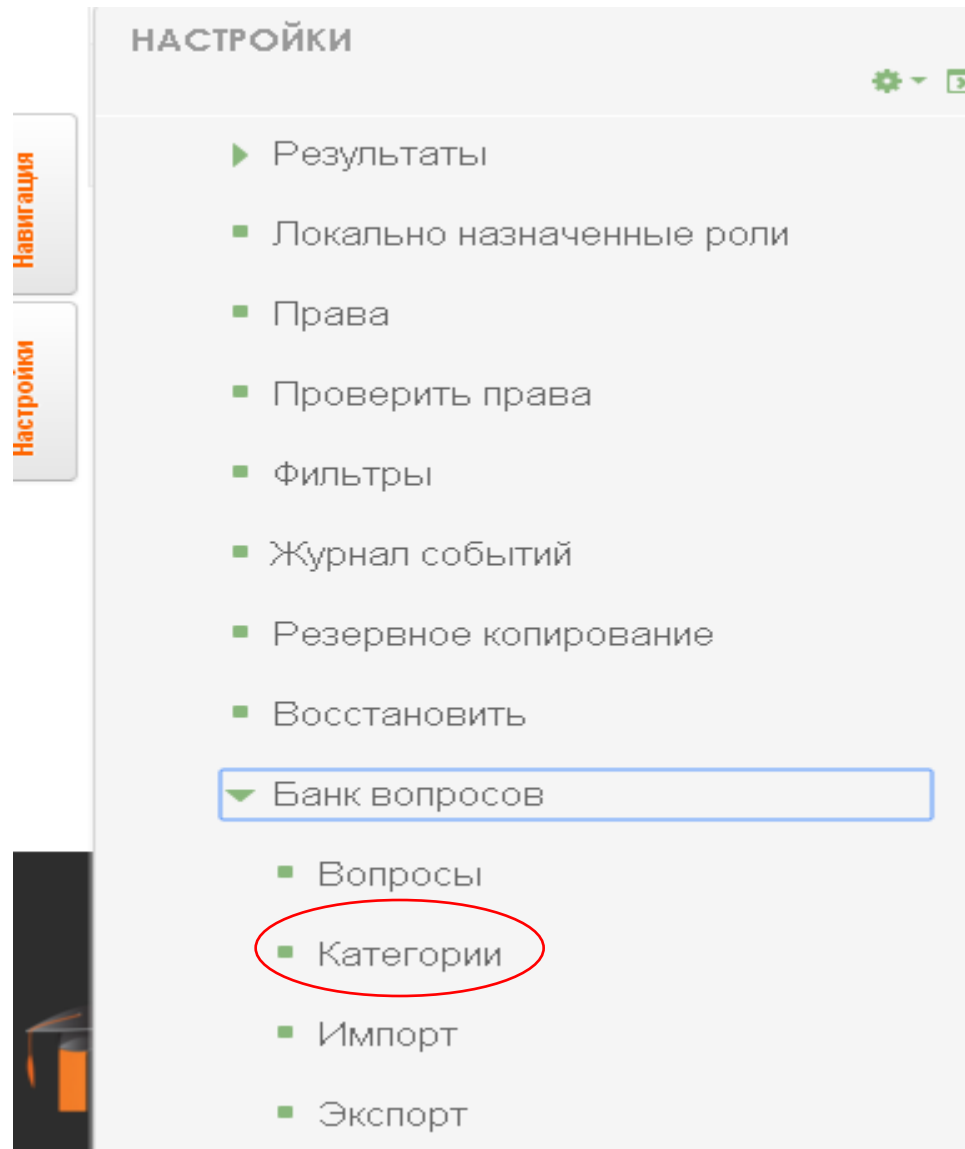 НАСТРОЙКИ
Навигация
Настройки
Результаты
Локально назначенные роли
Права
Проверить права
Фильтры
Журнал событий
Резервное копирование
Восстановить
Банк вопросов
Вопросы
Категории
Импорт
Экспорт